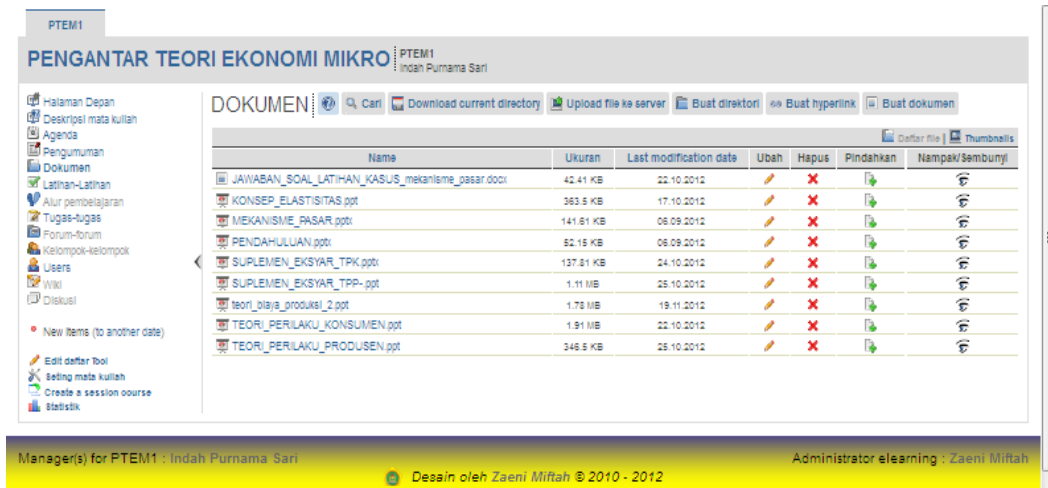 PTEM1
PENGANTAR TEORI EKONOMI MIKRO
PTEM1
Indah Purnama Sari
Halaman Depan
Deskripsi mata kuliah
Agenda
Pengumuman
Dokumen
Latihan-Latihan
Alur pembelajaran
Tugas-tugas
Forum-forum
Kelompok-kelompok
Users
Wiki
Diskusi
New items (to another date)
Edit daftar Tool
Seting mata kuliah
Create a session course
Statistik
DOKUMEN Cari Download current directory Upload file ke server Buat direktori Buat hyperlink Buat dokumen
Daftar file | Thumbnails
Name Ukuran Last modification date Ubah Hapus Pindahkan Nampak/Sembunyi
JAWABAN_SOAL_LATIHAN_KASUS_mekanisme_pasar.docx 42.41 KB 22.10.2012
KONSEP_ELASTISITAS.ppt 363.5 KB 17.10.2012
MEKANISME_PASAR.pptx 141.61 KB 06.09.2012
PENDAHULUAN.pptx 52.15 KB 06.09.2012
SUPLEMEN_EKSYAR_TPK.pptx 137.81 KB 24.10.2012
SUPLEMEN_EKSYAR_TPP-.ppt 1.11 MB 25.10.2012
teori_biaya_produksi_2.ppt 1.78 MB 19.11.2012
TEORI_PERILAKU_KONSUMEN.ppt 1.91 MB 22.10.2012
TEORI_PERILAKU_PRODUSEN.ppt 346.5 KB 25.10.2012
Manager(s) for PTEM1 : Indah Purnama Sari
Administrator elearning : Zaeni Miftah
Desain oleh Zaeni Miftah © 2010 - 2012